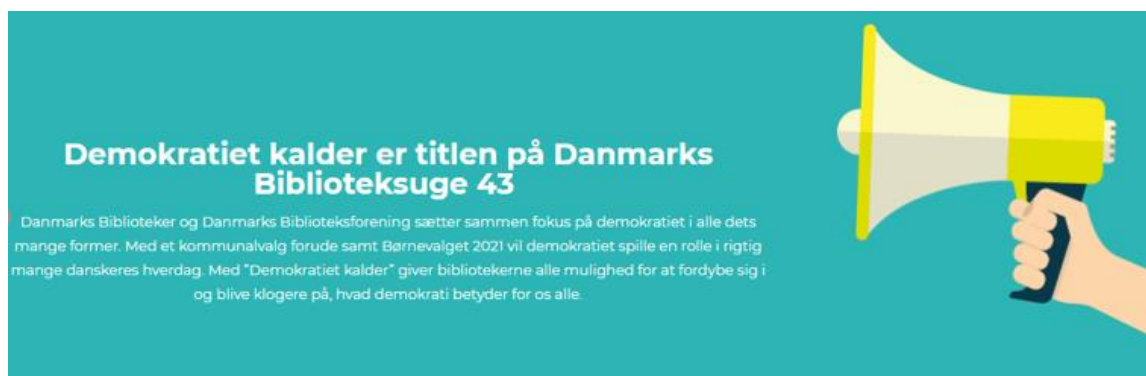 Demokratiet kalder er titlen på Danmarks
Biblioteksuge 43
Danmarks Biblioteker og Danmarks Biblioteksforening sætter sammen fokus på demokratiet i alle dets
mange former. Med et kommunalvalg forude samt Børnevalget 2021 vil demokratiet spille en rolle i rigtig
mange danskeres hverdag. Med "Demokratiet kalder" giver bibliotekerne alle mulighed for at fordybe sig i
og blive klogere på, hvad demokrati betyder for os alle.